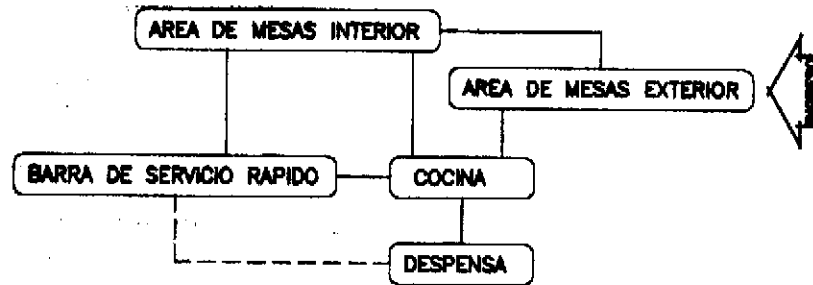 AREA DE MESAS INTERIOR
AREA DE MESAS EXTERIOR
BARRA DE SERVICIO RAPIDO
COCINA
DESPENSA